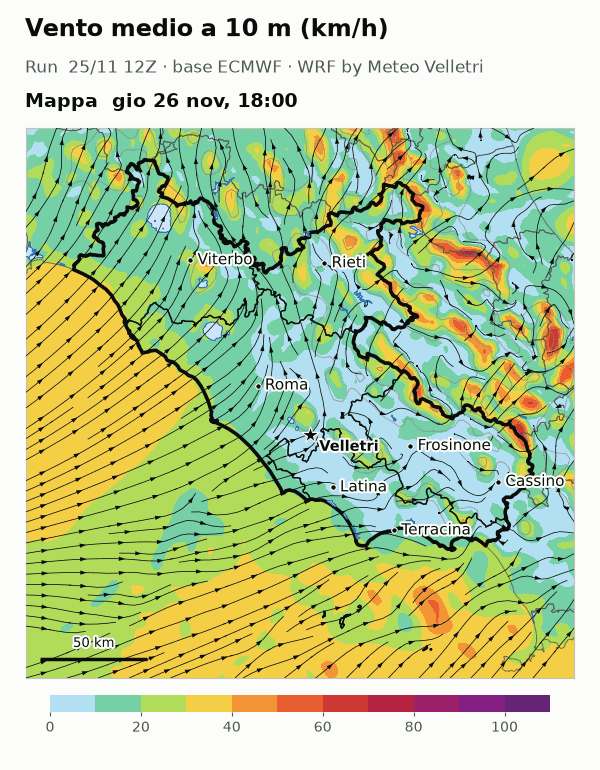 Vento medio a 10 m (km/h)
Run  25/11 12Z · base ECMWF · WRF by Meteo Velletri
Mappa  gio 26 nov, 18:00
Viterbo
Rieti
Roma
Velletri
Frosinone
Cassino
Latina
Terracina
50 km
0 20 40 60 80 100